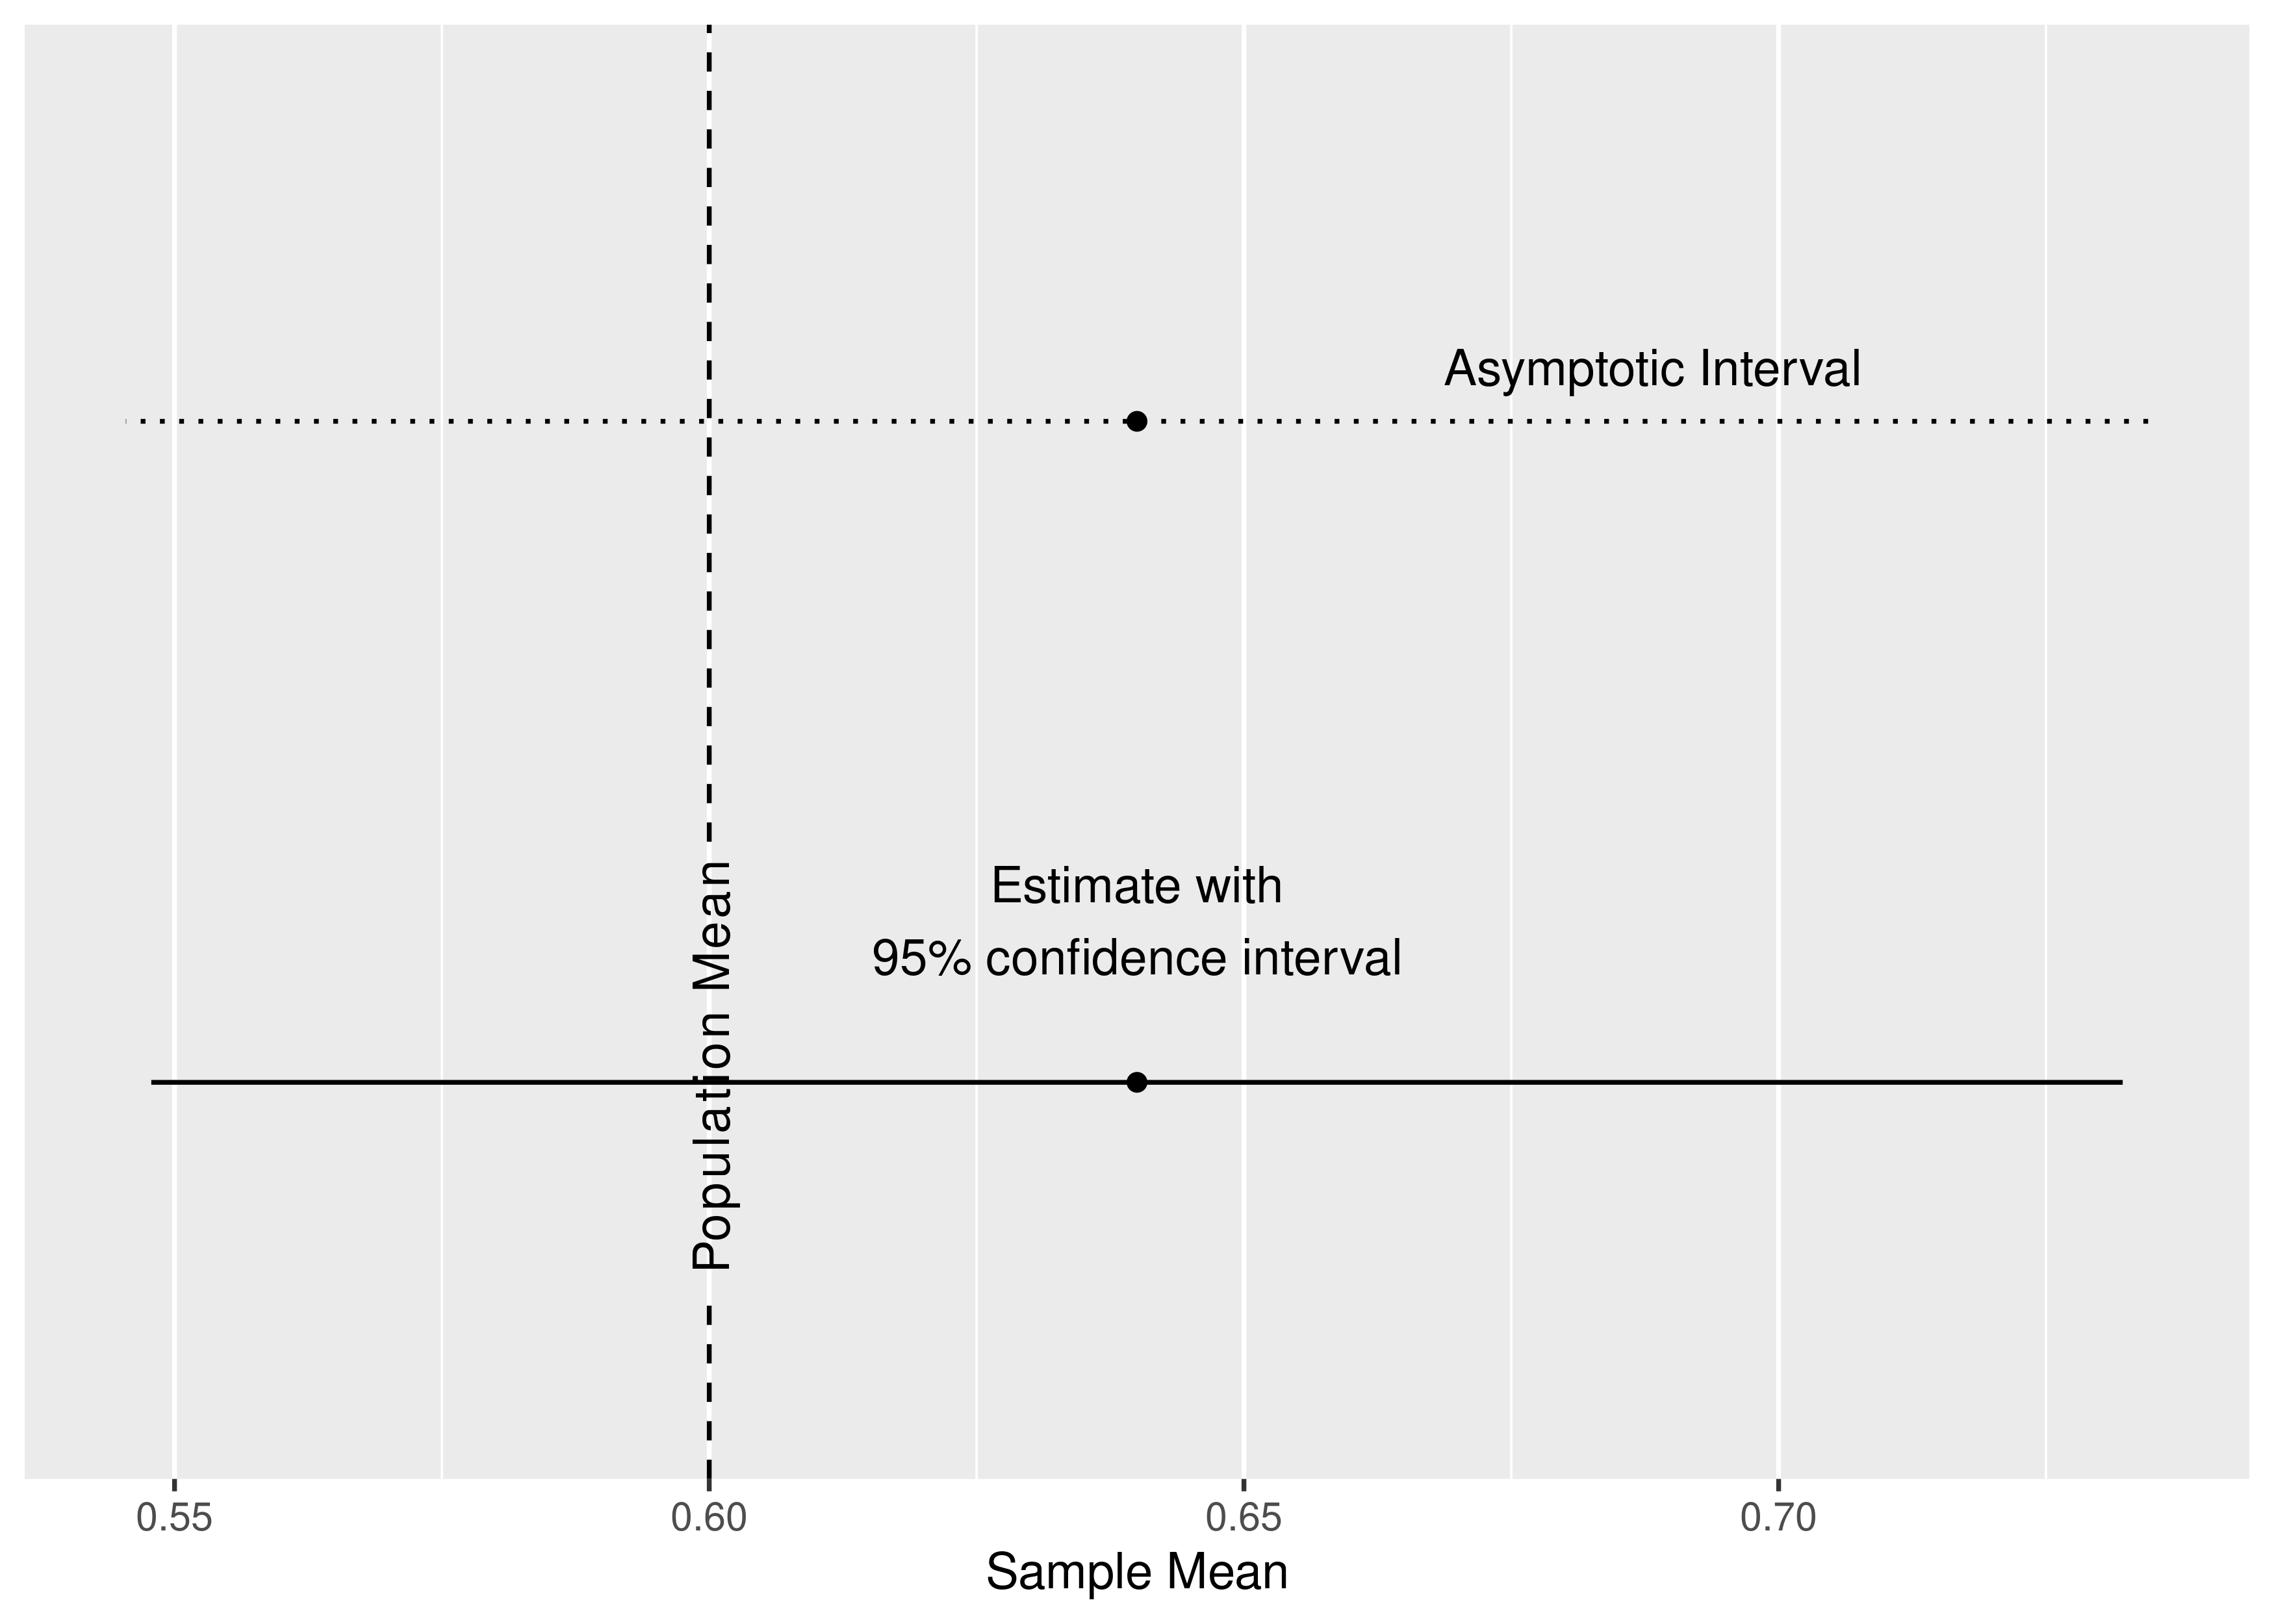 Asymptotic Interval
Estimate with
95% confidence interval
Population Mean
0.55
0.60
0.65
0.70
Sample Mean